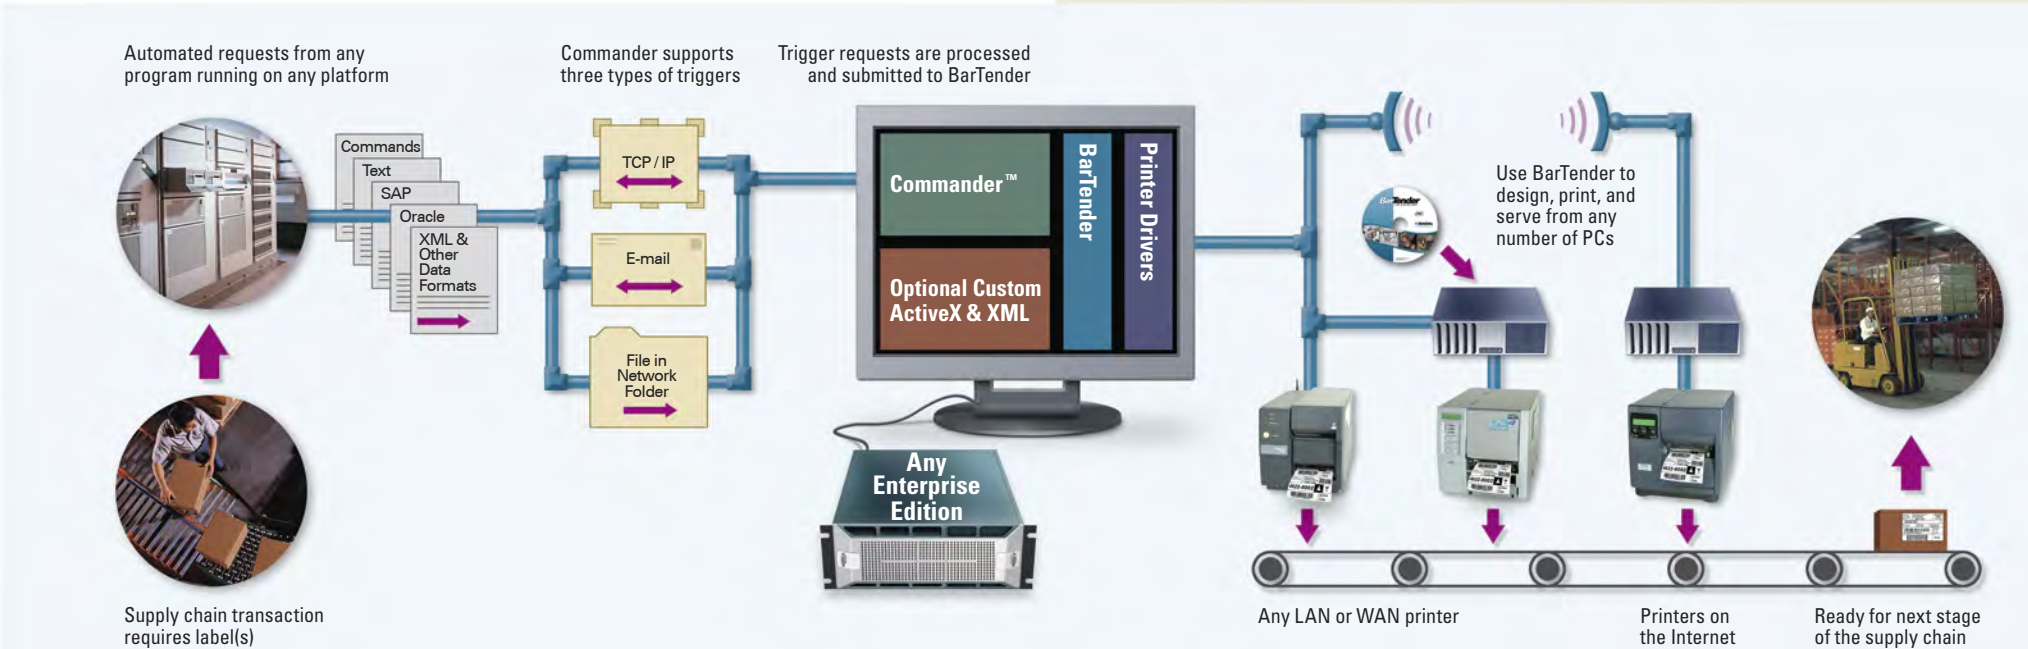 Automated requests from any
program running on any platform
Commander supports
three types of triggers
Trigger requests are processed
and submitted to BarTender
Commands
Text
SAP
Oracle
XML &
Other
Data
Formats
TCP / IP
E-mail
File in
Network
Folder
Commander™
Optional Custom
ActiveX & XML
BarTender
Printer Drivers
Any
Enterprise
Edition
BarTender
Use BarTender to
design, print, and
serve from any
number of PCs
Supply chain transaction
requires label(s)
Any LAN or WAN printer
Printers on
the Internet
Ready for next stage
of the supply chain